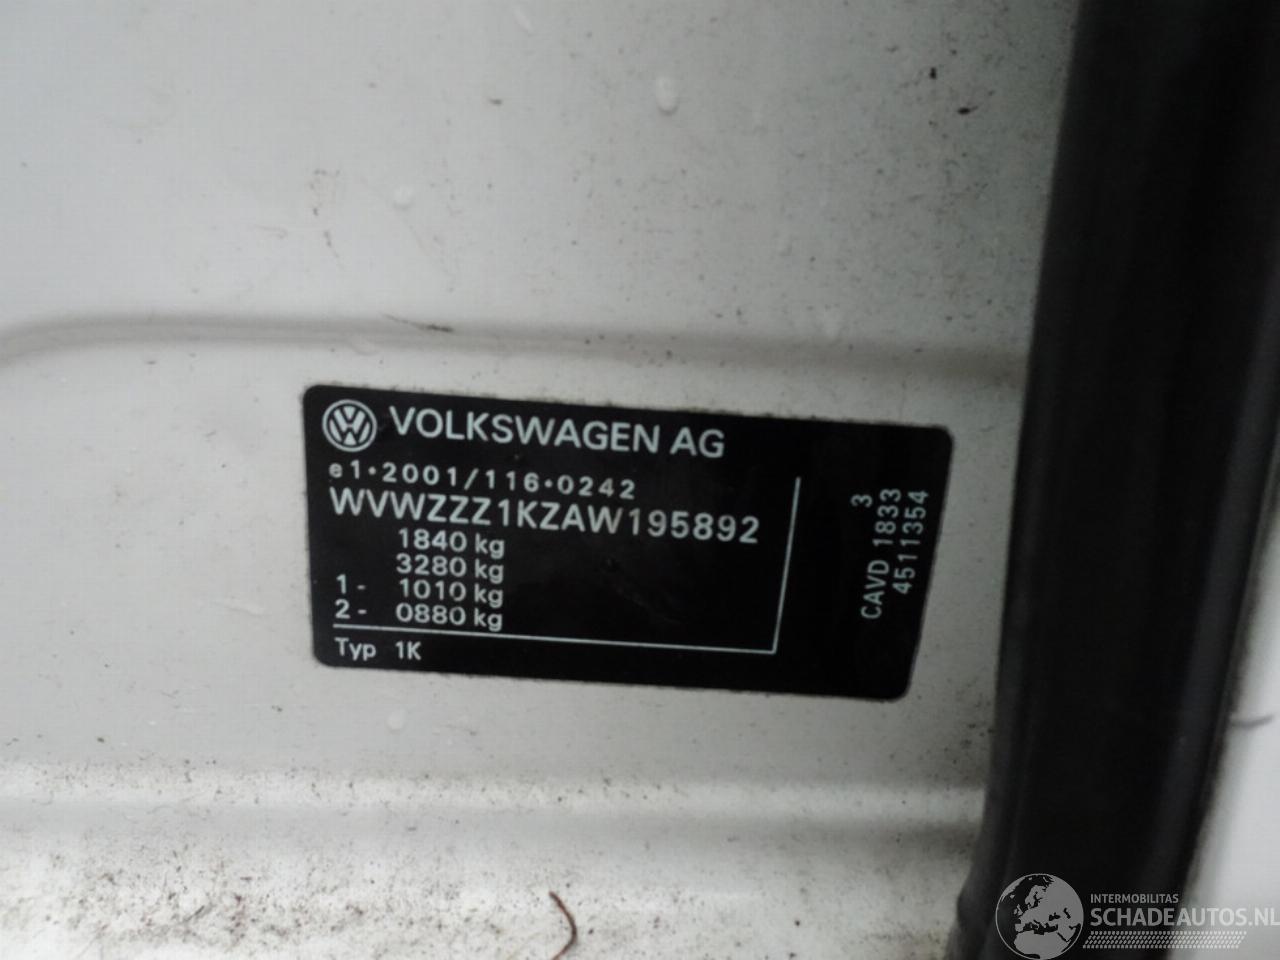 VOLKSWAGEN AG
e1*2001/116*0242
WVWZZZ1KZAW195892
1840 kg
3280 kg
1- 1010 kg
2- 0880 kg
Typ 1K
3
CAVD 1833
4511354
INTERMOBILITAS
SCHADEAUTOS.NL